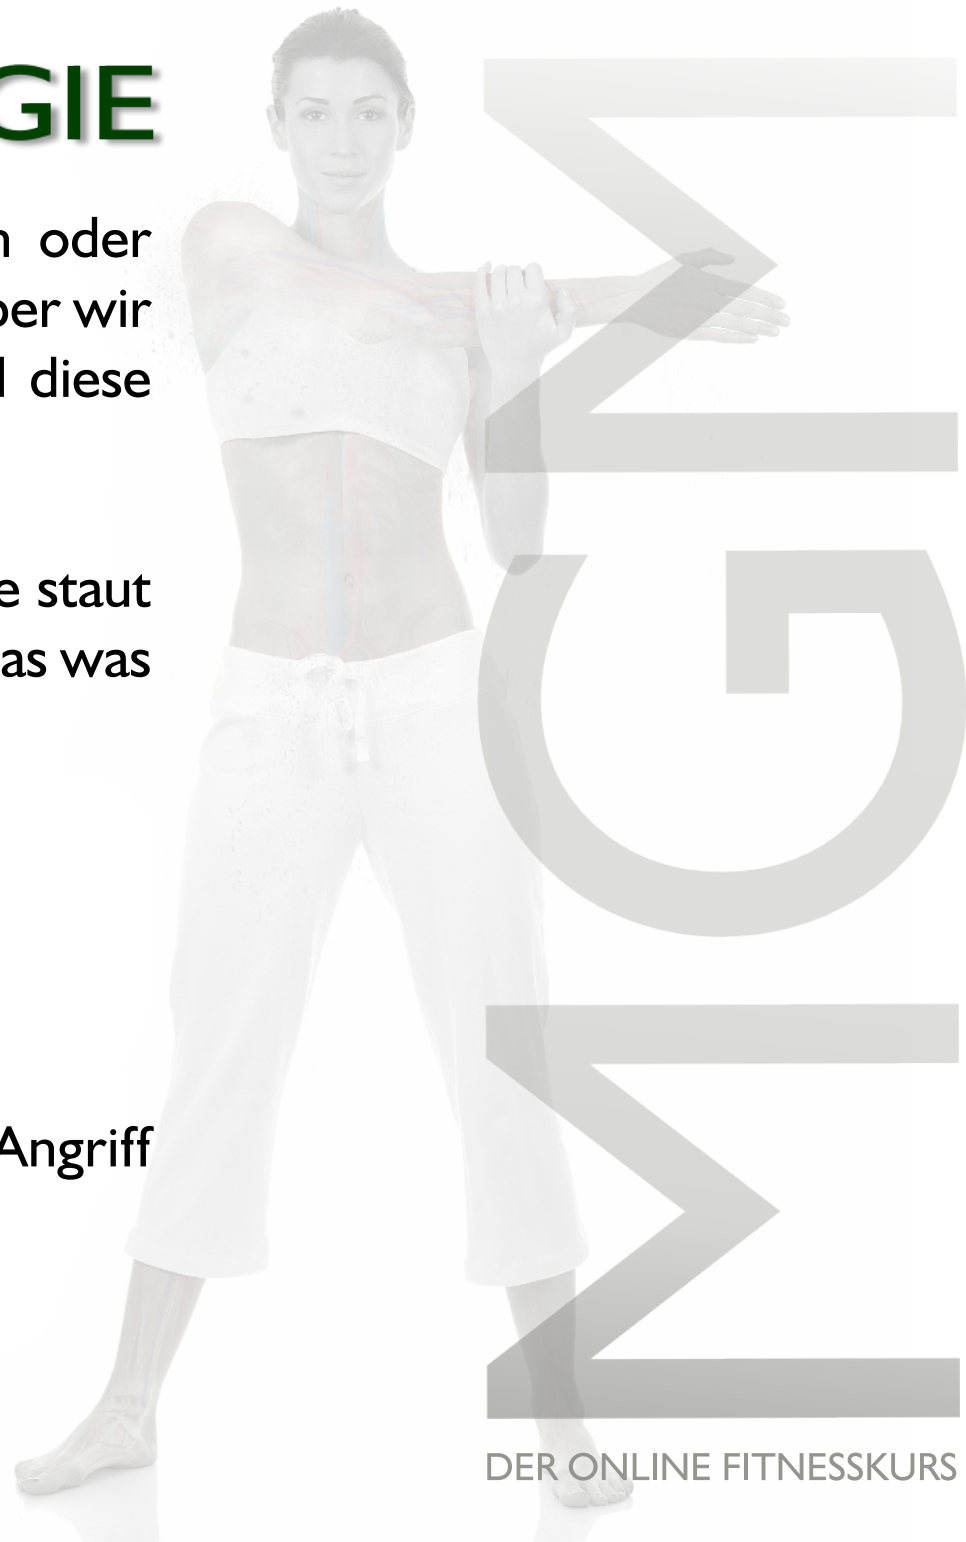 GIE
n oder
ber wir
d diese
e staut
as was
Angriff
MGM
DER ONLINE FITNESSKURS